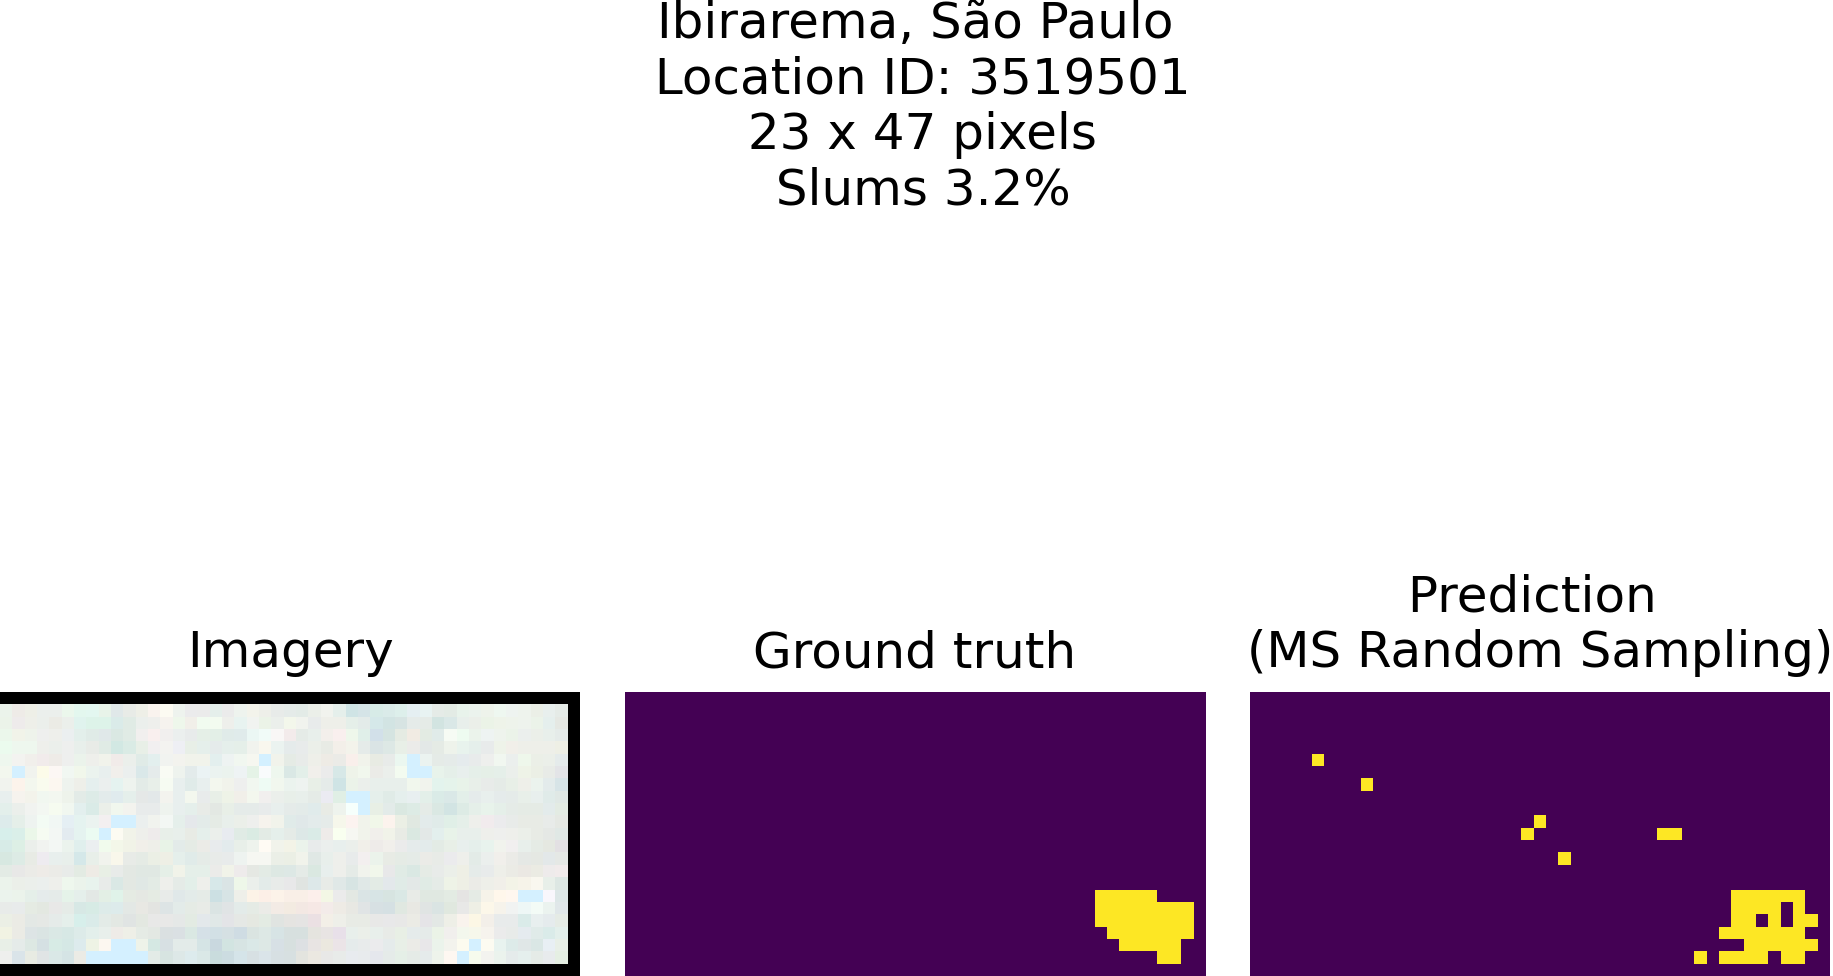 Ibirarema, São Paulo
Location ID: 3519501
23 x 47 pixels
Slums 3.2%
Imagery
Ground truth
Prediction
(MS Random Sampling)